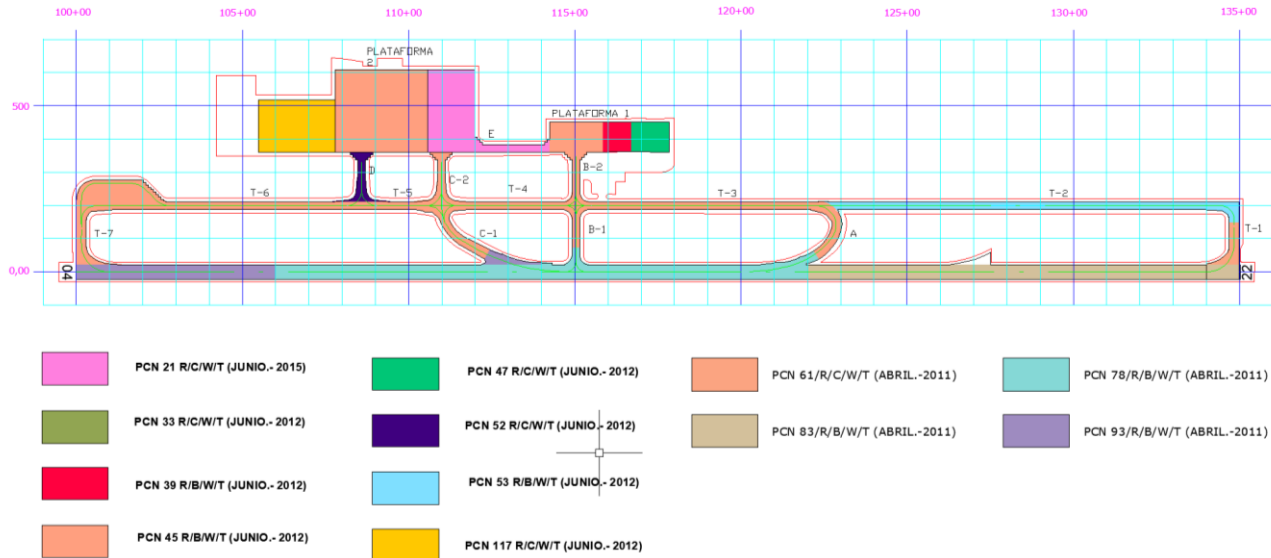 100+00 105+00 110+00 115+00 120+00 125+00 130+00 135+00
PLATAFORMA
2
500
PLATAFORMA 1
E
D
C-2
B-2
T-6
T-5
T-4
T-3
T-2
T-7
C-1
B-1
A
T-1
0,00
04
22
PCN 21 R/C/W/T (JUNIO.- 2015)
PCN 47 R/C/W/T (JUNIO.- 2012)
PCN 61/R/C/W/T (ABRIL.-2011)
PCN 78/R/B/W/T (ABRIL.-2011)
PCN 33 R/C/W/T (JUNIO.- 2012)
PCN 52 R/C/W/T (JUNIO.- 2012)
PCN 83/R/B/W/T (ABRIL.-2011)
PCN 93/R/B/W/T (ABRIL.-2011)
PCN 39 R/B/W/T (JUNIO.- 2012)
PCN 53 R/B/W/T (JUNIO.- 2012)
PCN 45 R/B/W/T (JUNIO.- 2012)
PCN 117 R/C/W/T (JUNIO.- 2012)